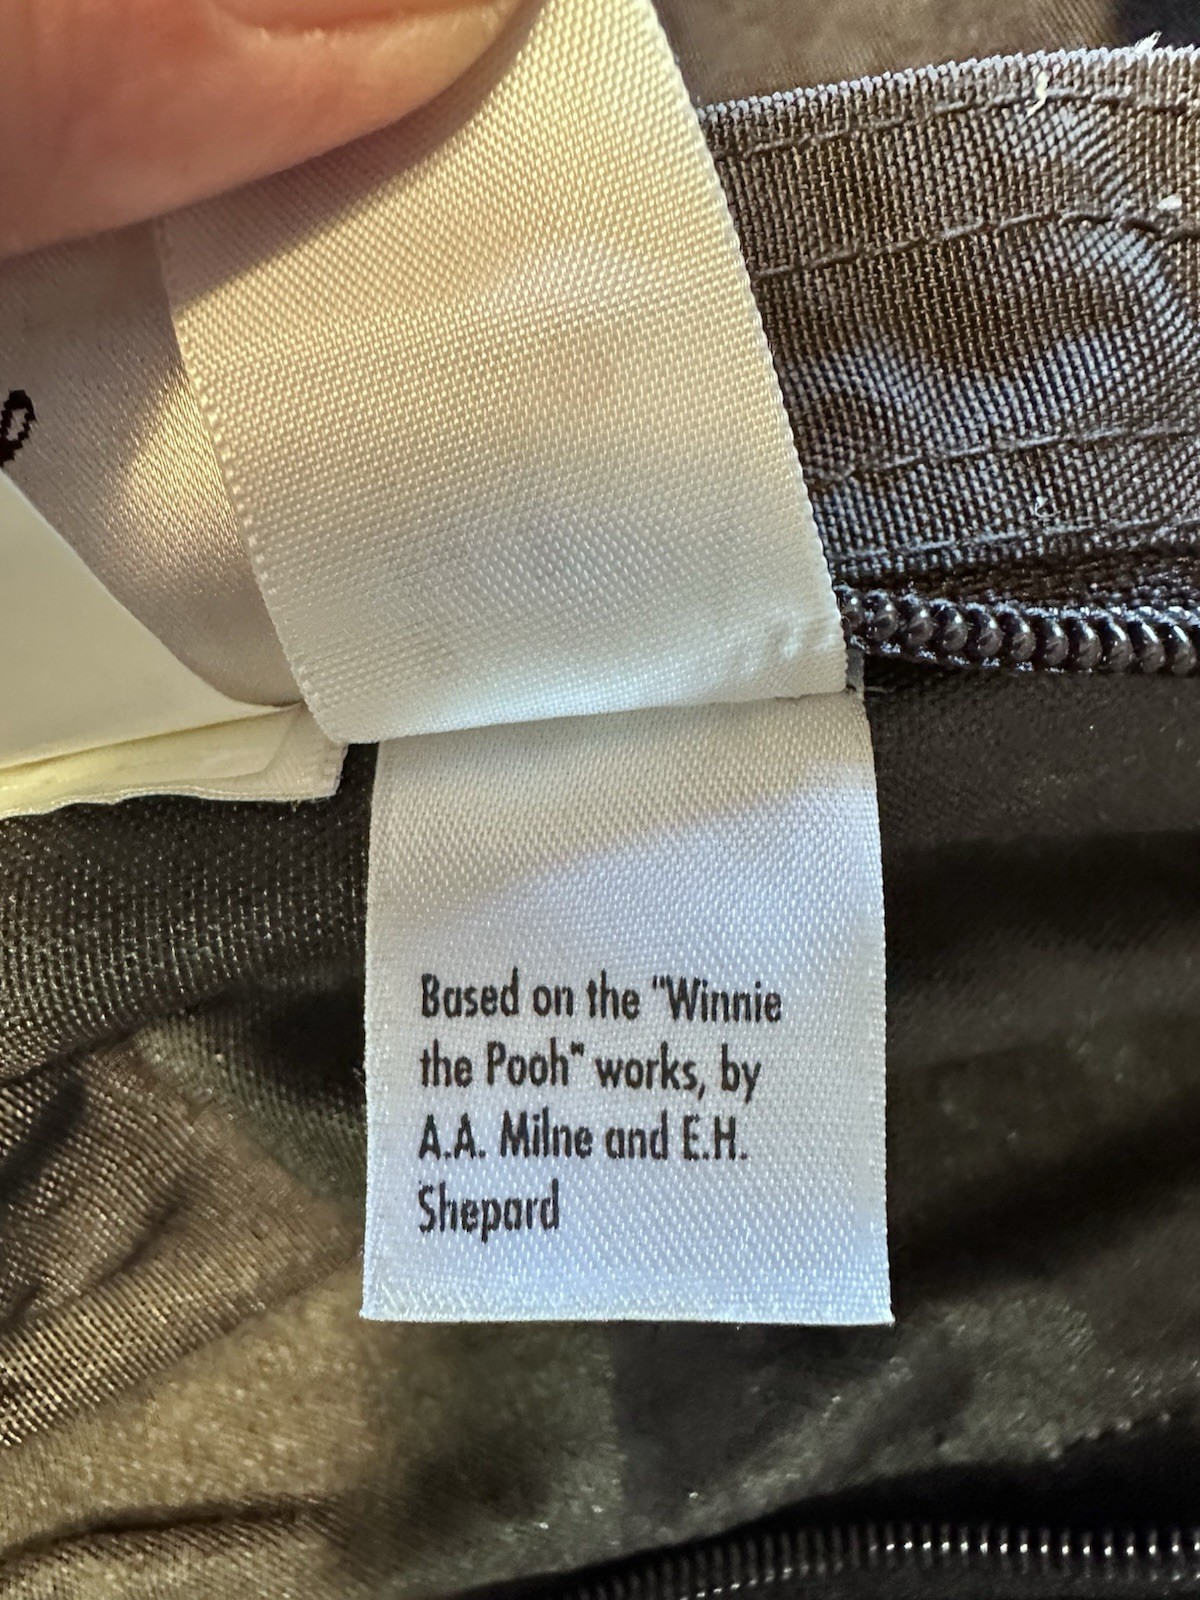 Based on the "Winnie
the Pooh" works, by
A.A. Milne and E.H.
Shepard